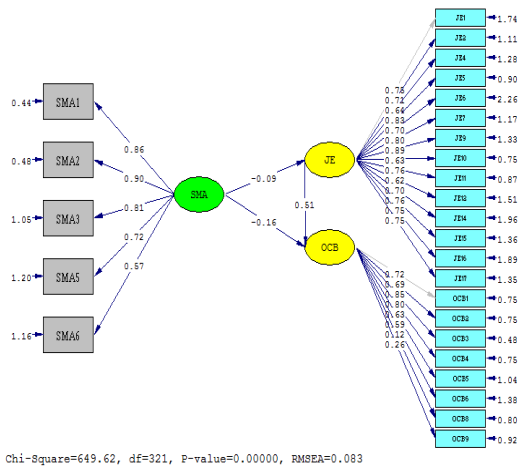 0.44
SMA1
0.48
SMA2
1.05
SMA3
1.20
SMA5
1.16
SMA6
0.86
0.90
0.81
0.72
0.57
SMA
-0.09
-0.16
JE
0.51
OCB
0.71
0.64
0.83
0.70
0.80
0.89
0.63
0.76
0.62
0.70
0.76
0.75
0.75
0.72
0.69
0.85
0.80
0.63
0.59
0.12
0.26
JE1 1.74
JE2 1.11
JE4 1.28
JE5 0.90
JE6 2.26
JE7 1.17
JE9 1.33
JE10 0.75
JE11 0.87
1.51
JE14 1.96
JE15 1.36
JE16 1.89
JE17 1.35
OCB1 0.75
OCB2 0.75
OCB3 0.48
OCB4 0.75
OCB5 1.04
OCB6 1.38
OCB8 0.80
OCB9 0.92
Chi-Square=649.62, df=321, P-value=0.00000, RMSEA=0.083